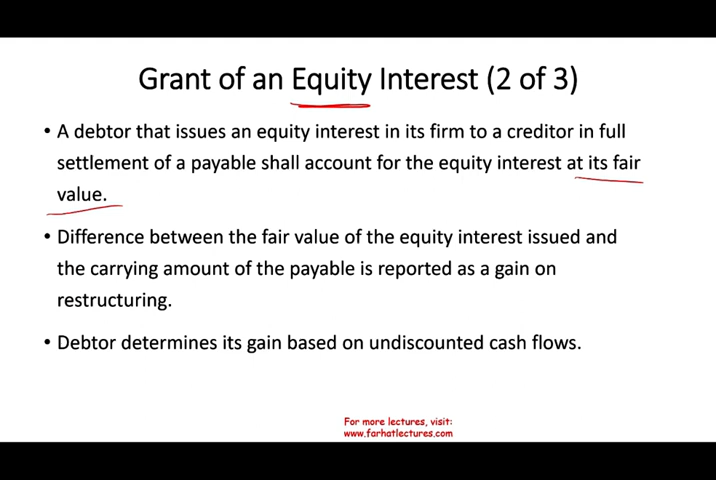 Grant of an Equity Interest (2 of 3)
• A debtor that issues an equity interest in its firm to a creditor in full
settlement of a payable shall account for the equity interest at its fair
value.
• Difference between the fair value of the equity interest issued and
the carrying amount of the payable is reported as a gain on
restructuring.
• Debtor determines its gain based on undiscounted cash flows.
For more lectures, visit:
www.farhatlectures.com